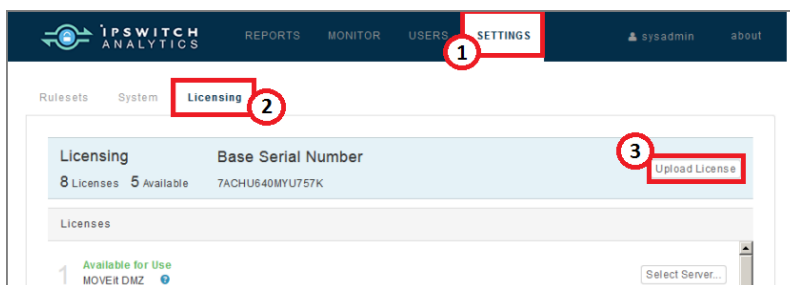 IPSWITCH
ANALYTICS
REPORTS MONITOR USERS SETTINGS sysadmin about
1
Rulesets System Licensing
2
Licensing Base Serial Number
3
Upload License
8 Licenses 5 Available 7ACHU640MYU757K
Licenses
1 Available for Use
MOVEit DMZ ?
Select Server...